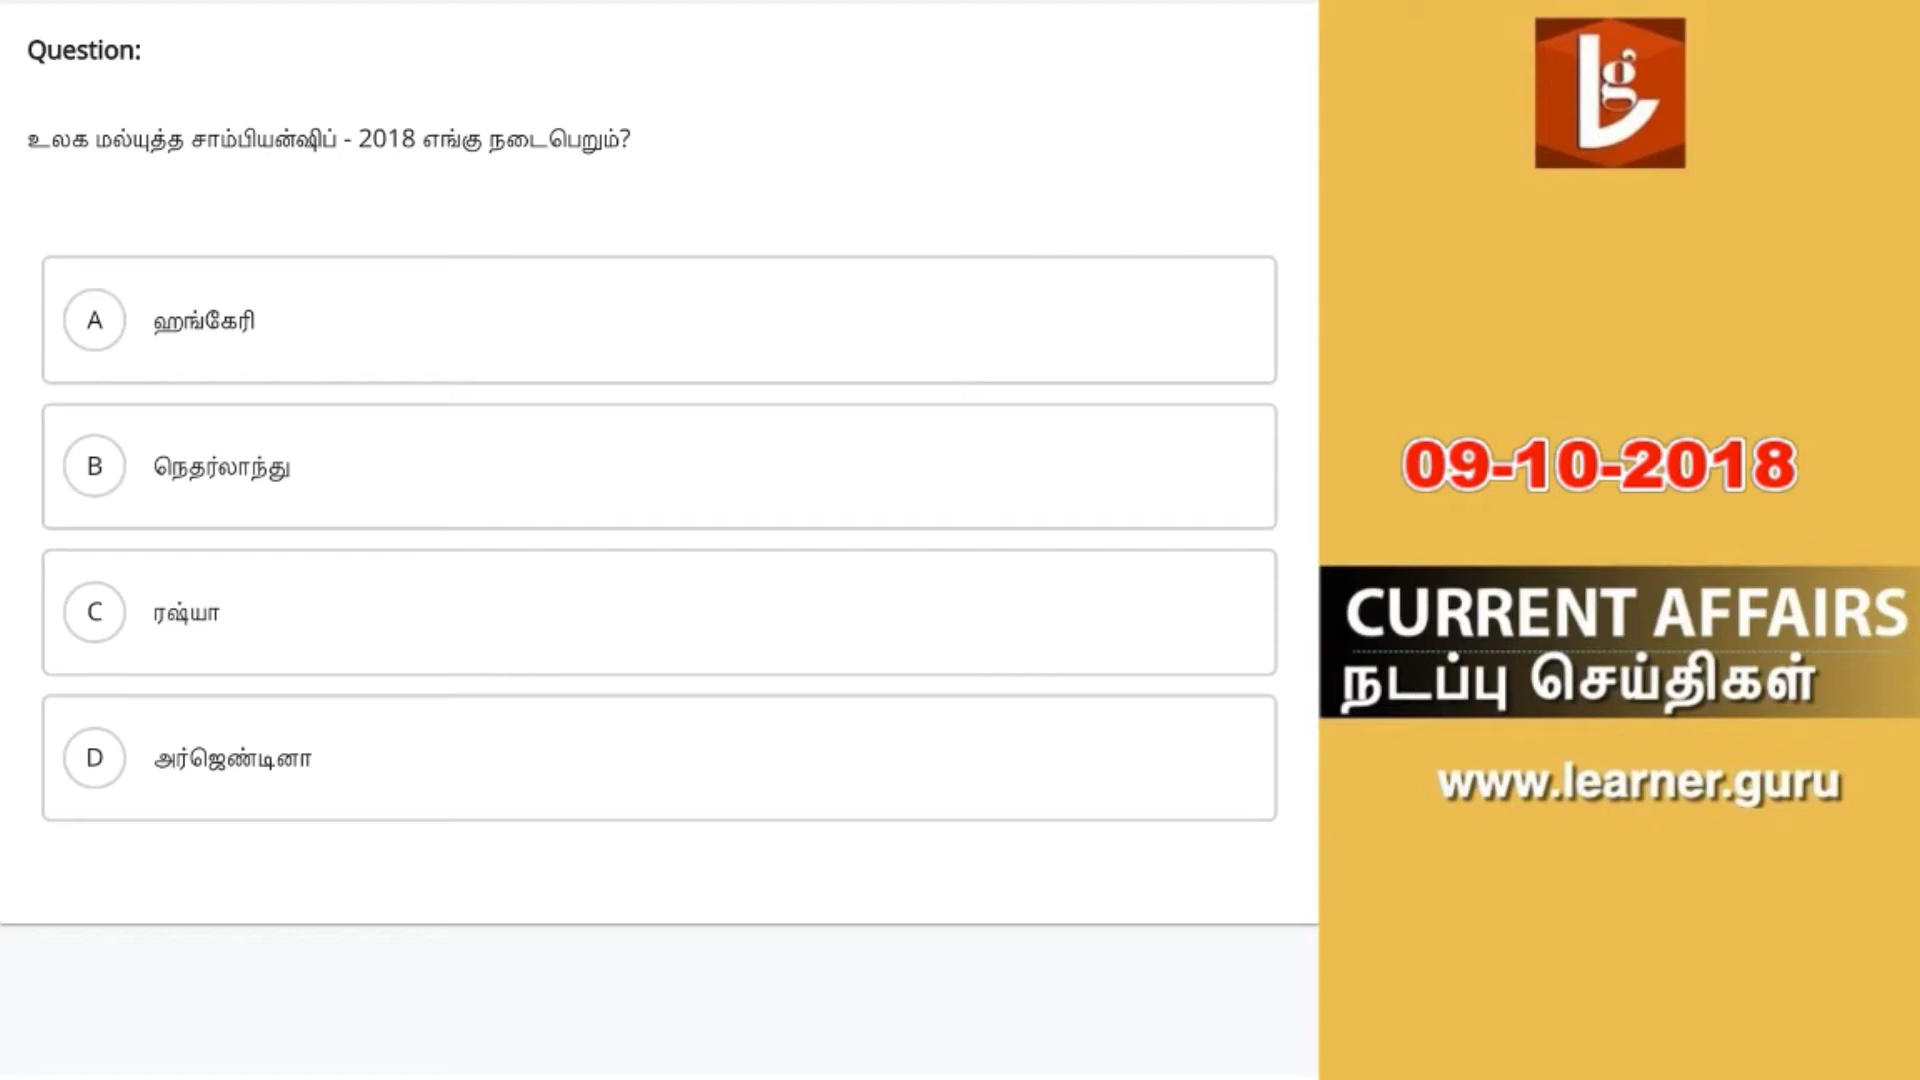 Question:
உலக மல்யுத்த சாம்பியன்ஷிப் - 2018 எங்கு நடைபெறும்?
A ஹங்கேரி
B நெதர்லாந்து
C ரஷ்யா
D அர்ஜெண்டினா
Lg
09-10-2018
CURRENT AFFAIRS
நடப்பு செய்திகள்
www.learner.guru